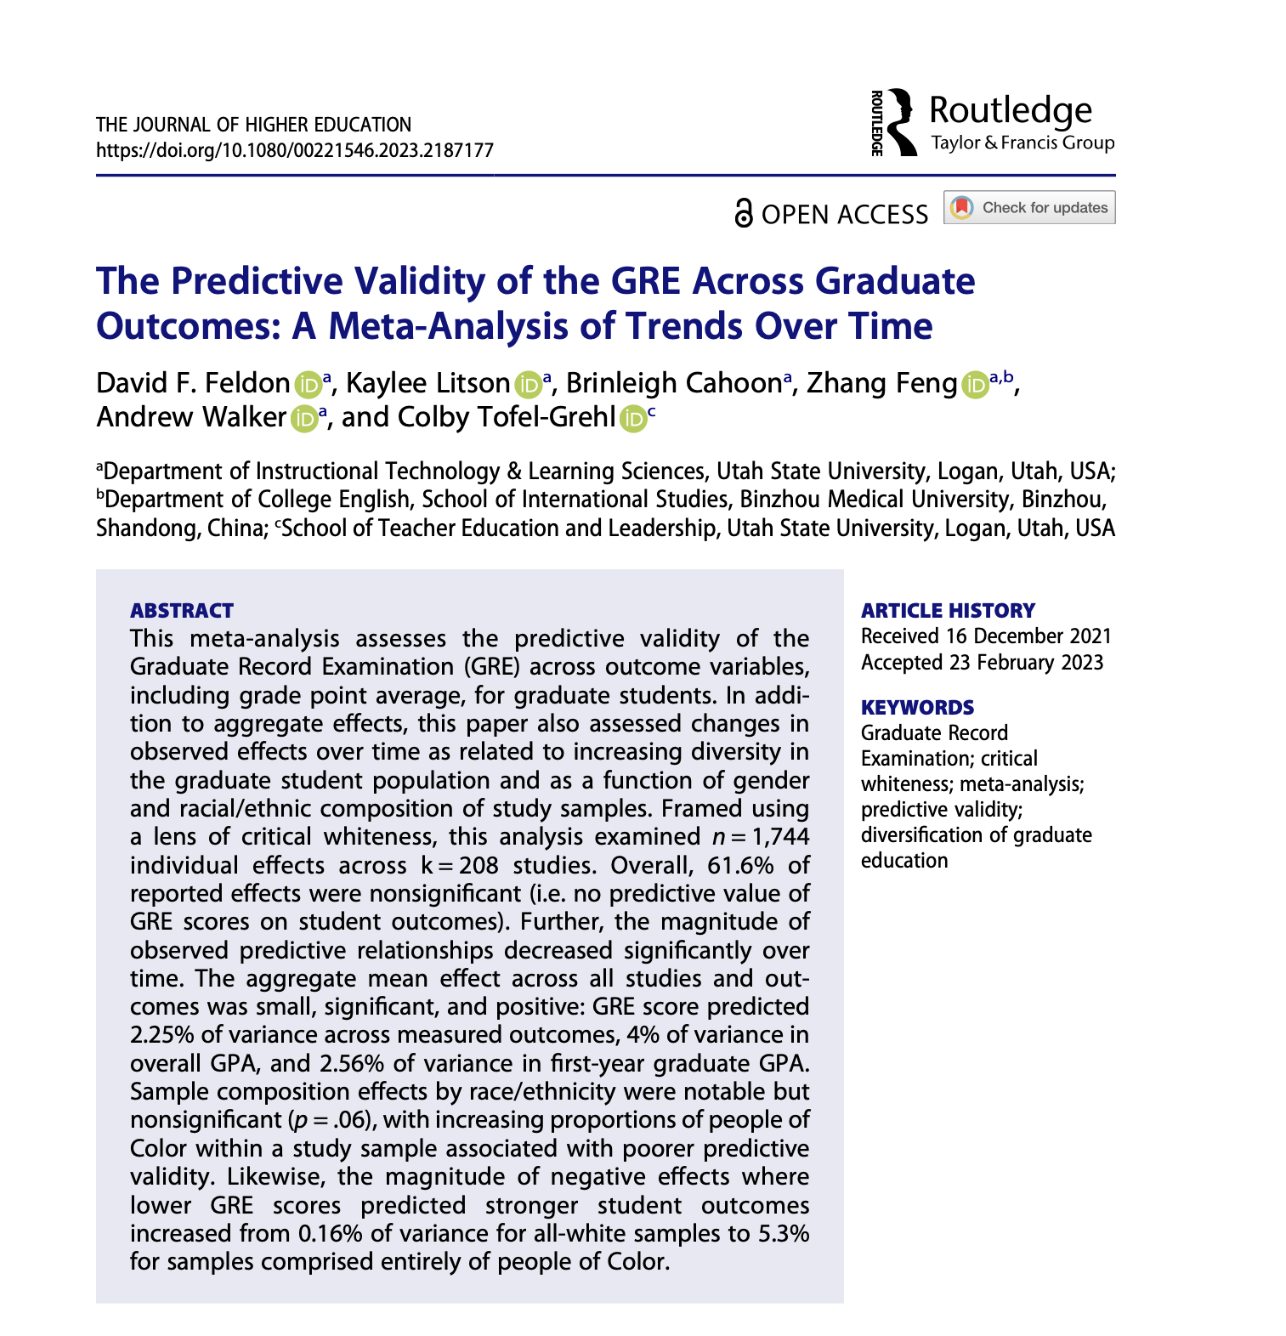 THE JOURNAL OF HIGHER EDUCATION
https://doi.org/10.1080/00221546.2023.2187177
ROUTLEDGE
Routledge
Taylor & Francis Group
OPEN ACCESS
Check for updates
The Predictive Validity of the GRE Across Graduate
Outcomes: A Meta-Analysis of Trends Over Time
David F. Feldon iD a, Kaylee Litson iD a, Brinleigh Cahoon a, Zhang Feng iD a,b,
Andrew Walker iD a, and Colby Tofel-Grehl iD c
aDepartment of Instructional Technology & Learning Sciences, Utah State University, Logan, Utah, USA;
bDepartment of College English, School of International Studies, Binzhou Medical University, Binzhou,
Shandong, China; cSchool of Teacher Education and Leadership, Utah State University, Logan, Utah, USA
ABSTRACT
This meta-analysis assesses the predictive validity of the
Graduate Record Examination (GRE) across outcome variables,
including grade point average, for graduate students. In addi-
tion to aggregate effects, this paper also assessed changes in
observed effects over time as related to increasing diversity in
the graduate student population and as a function of gender
and racial/ethnic composition of study samples. Framed using
a lens of critical whiteness, this analysis examined n = 1,744
individual effects across k = 208 studies. Overall, 61.6% of
reported effects were nonsignificant (i.e. no predictive value of
GRE scores on student outcomes). Further, the magnitude of
observed predictive relationships decreased significantly over
time. The aggregate mean effect across all studies and out-
comes was small, significant, and positive: GRE score predicted
2.25% of variance across measured outcomes, 4% of variance in
overall GPA, and 2.56% of variance in first-year graduate GPA.
Sample composition effects by race/ethnicity were notable but
nonsignificant (p = .06), with increasing proportions of people of
Color within a study sample associated with poorer predictive
validity. Likewise, the magnitude of negative effects where
lower GRE scores predicted stronger student outcomes
increased from 0.16% of variance for all-white samples to 5.3%
for samples comprised entirely of people of Color.
ARTICLE HISTORY
Received 16 December 2021
Accepted 23 February 2023
KEYWORDS
Graduate Record
Examination; critical
whiteness; meta-analysis;
predictive validity;
diversification of graduate
education